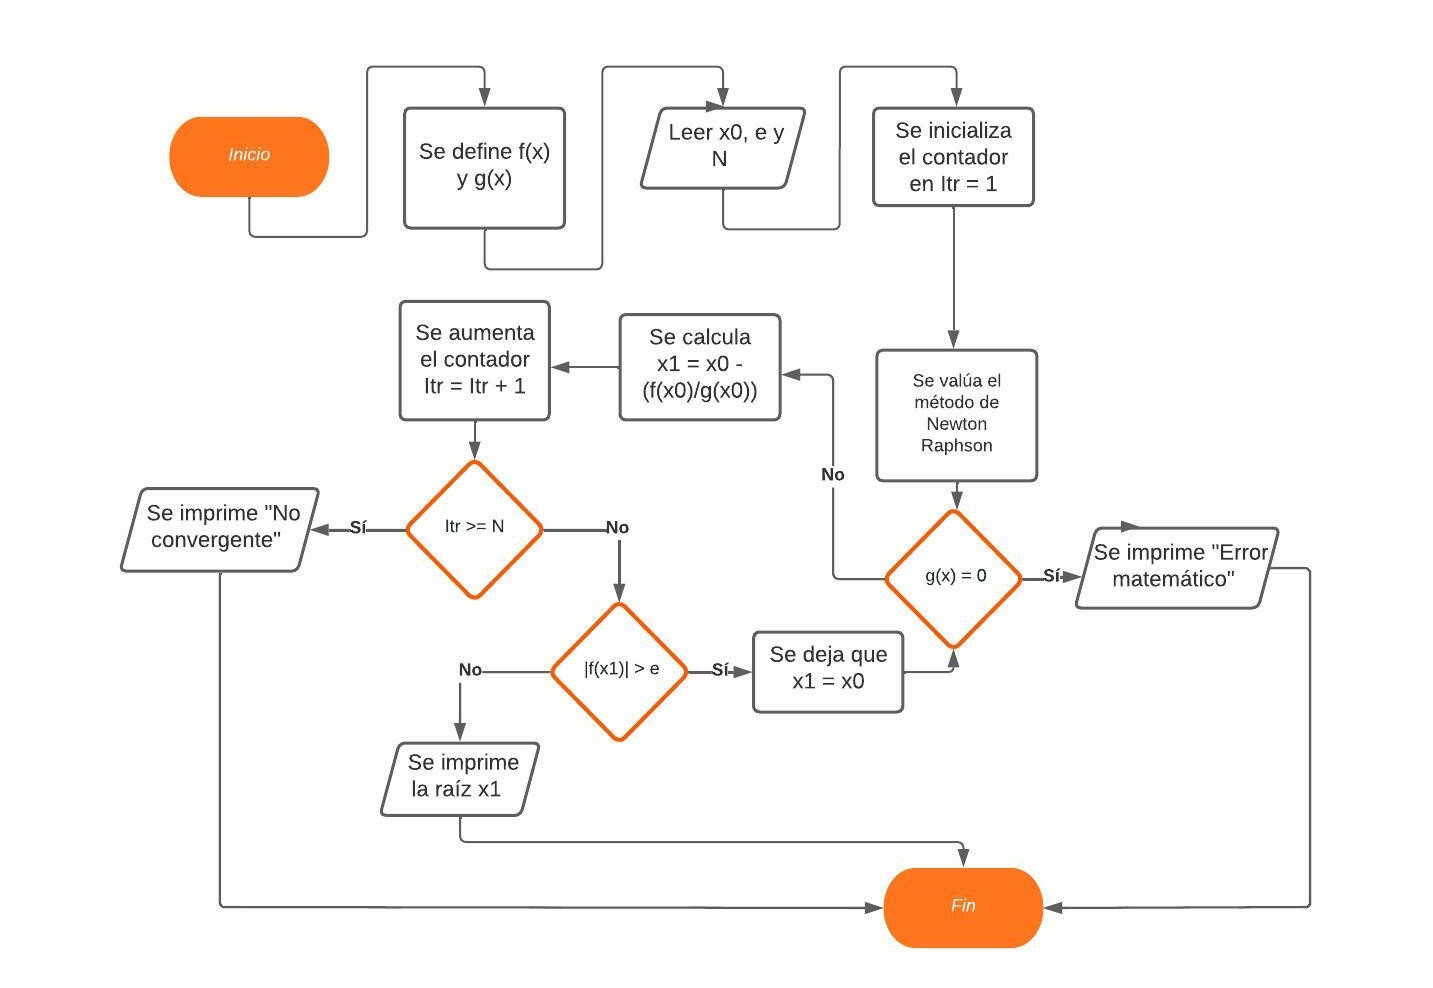 Inicio
Se define f(x)
y g(x)
Leer x0, e y
N
Se inicializa
el contador
en Itr = 1
Se valúa el
método de
Newton
Raphson
g(x) = 0
Sí
Se imprime "Error
matemático"
No
Se calcula
x1 = x0 -
(f(x0)/g(x0))
Se aumenta
el contador
Itr = Itr + 1
Itr >= N
Sí
Se imprime "No
convergente"
No
|f(x1)| > e
Sí
Se deja que
x1 = x0
No
Se imprime
la raíz x1
Fin